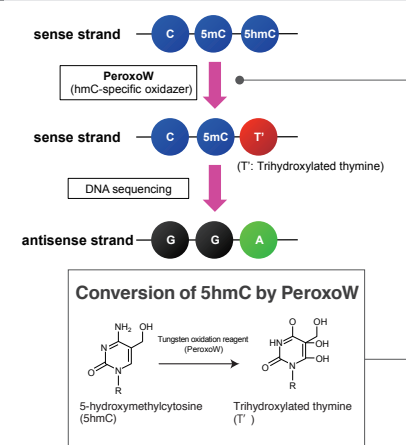 sense strand C 5mC 5hmC
PeroxoW
(hmC-specific oxidazer)
sense strand C 5mC T'
(T': Trihydroxylated thymine)
DNA sequencing
antisense strand G G A
Conversion of 5hmC by PeroxoW
NH2 OH
N
O N
R
Tungsten oxidation reagent
(PeroxoW)
O OH
HN OH
O N OH
R
5-hydroxymethylcytosine
(5hmC)
Trihydroxylated thymine
(T' )